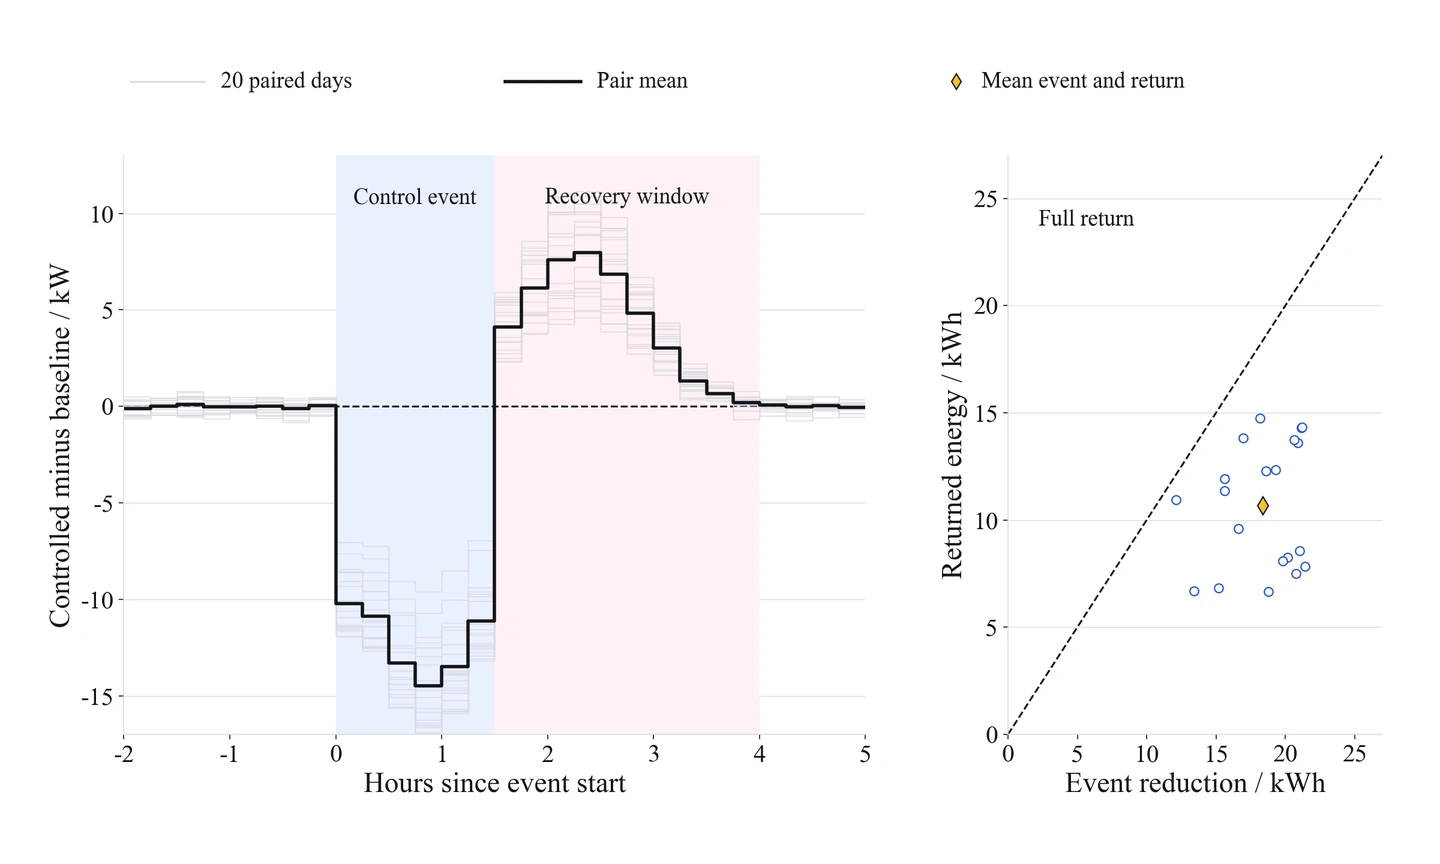 20 paired days
Pair mean
Mean event and return
Control event
Recovery window
10
5
0
-5
-10
-15
-2
-1
0
1
2
3
4
5
Controlled minus baseline / kW
Hours since event start
Full return
25
20
15
10
5
0
0
5
10
15
20
25
Returned energy / kWh
Event reduction / kWh